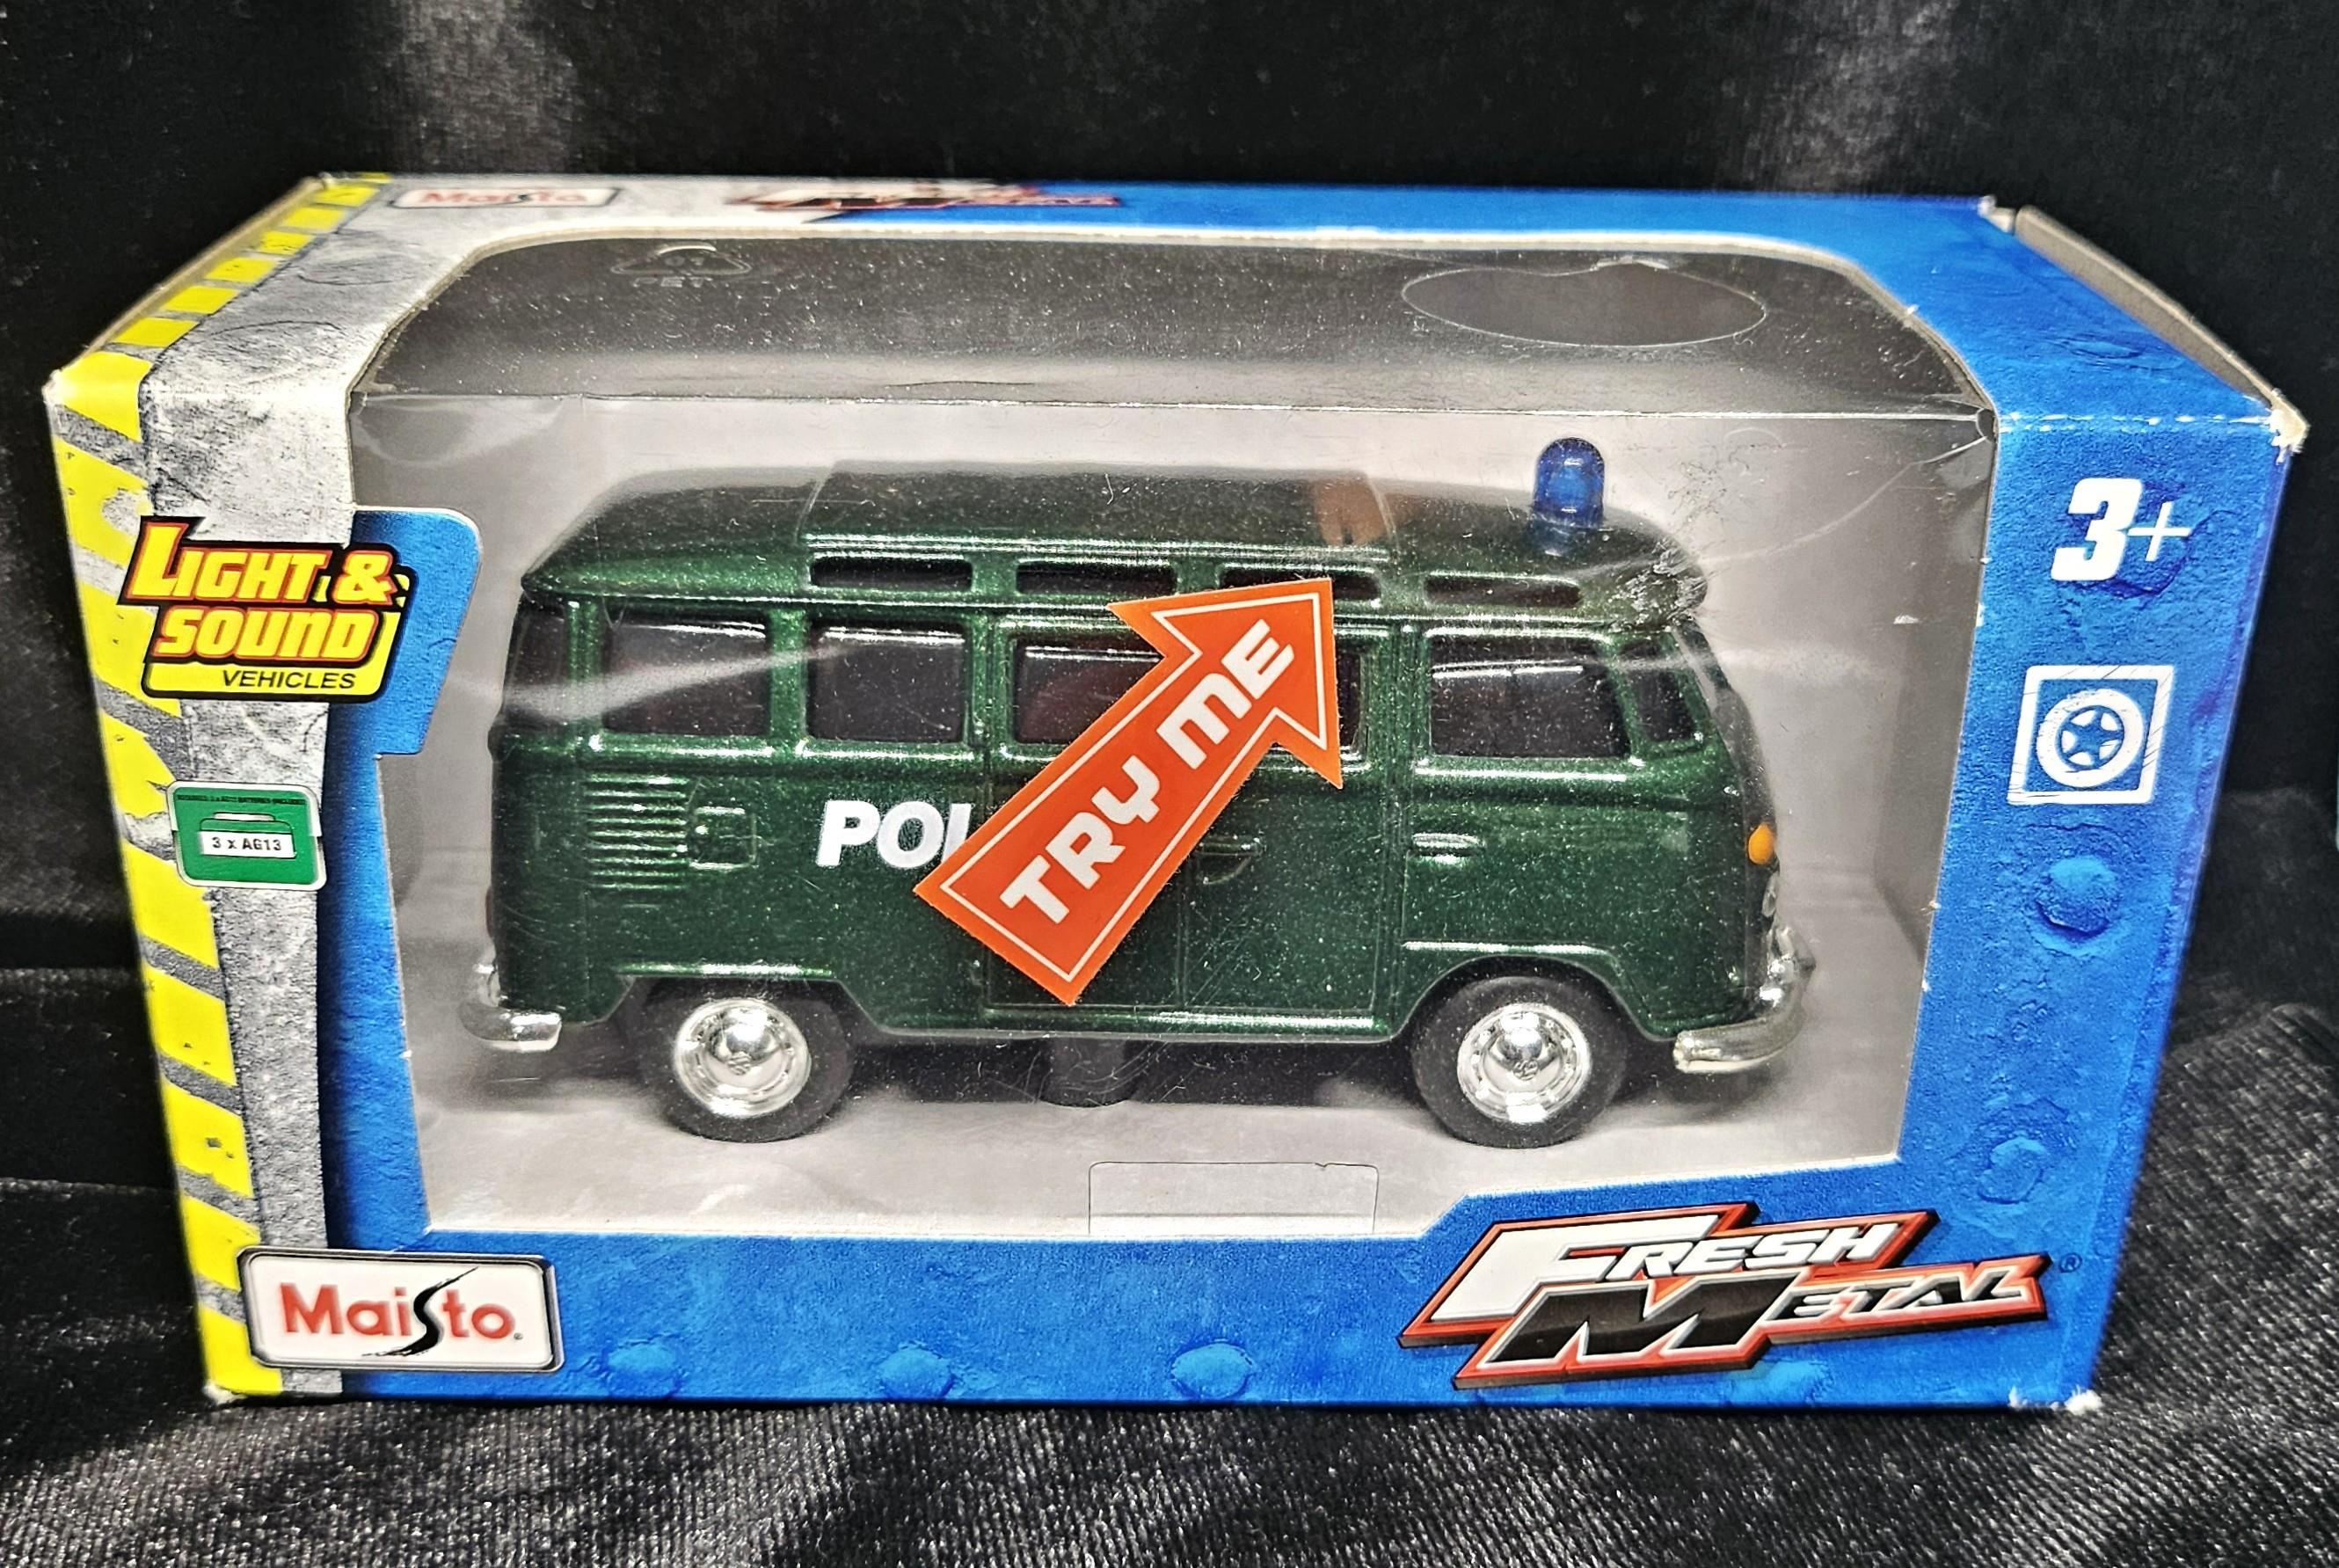 Maisto
LIGHT &
SOUND
VEHICLES
3 x AG13
3+
POL
TRY ME
Maisto
FRESH
METAL